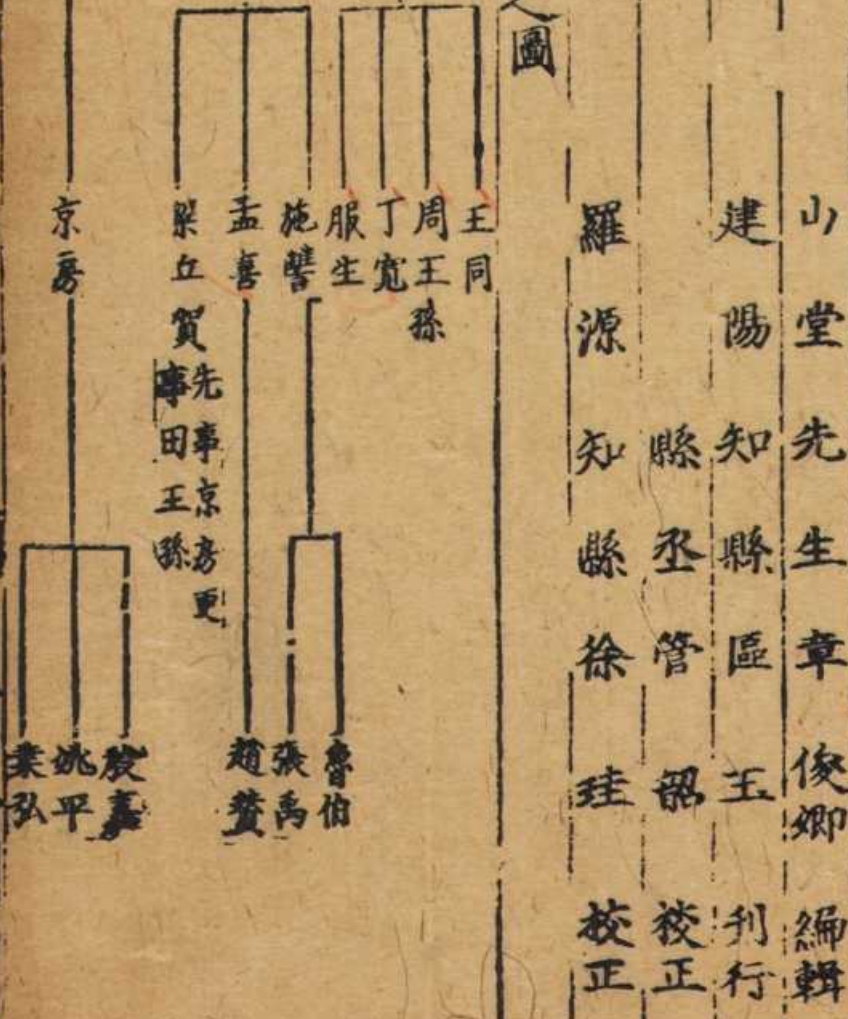 山堂先生章俊卿編輯
建陽知縣區玉刊行
縣丞管韶校正
羅源知縣徐珪校正
圖
王同
周王孫
丁寬
服生
施讐
魯伯
張禹
孟喜
趙
梁丘賀
先事京房更
事田王孫
京房
殷嘉
姚平
弘